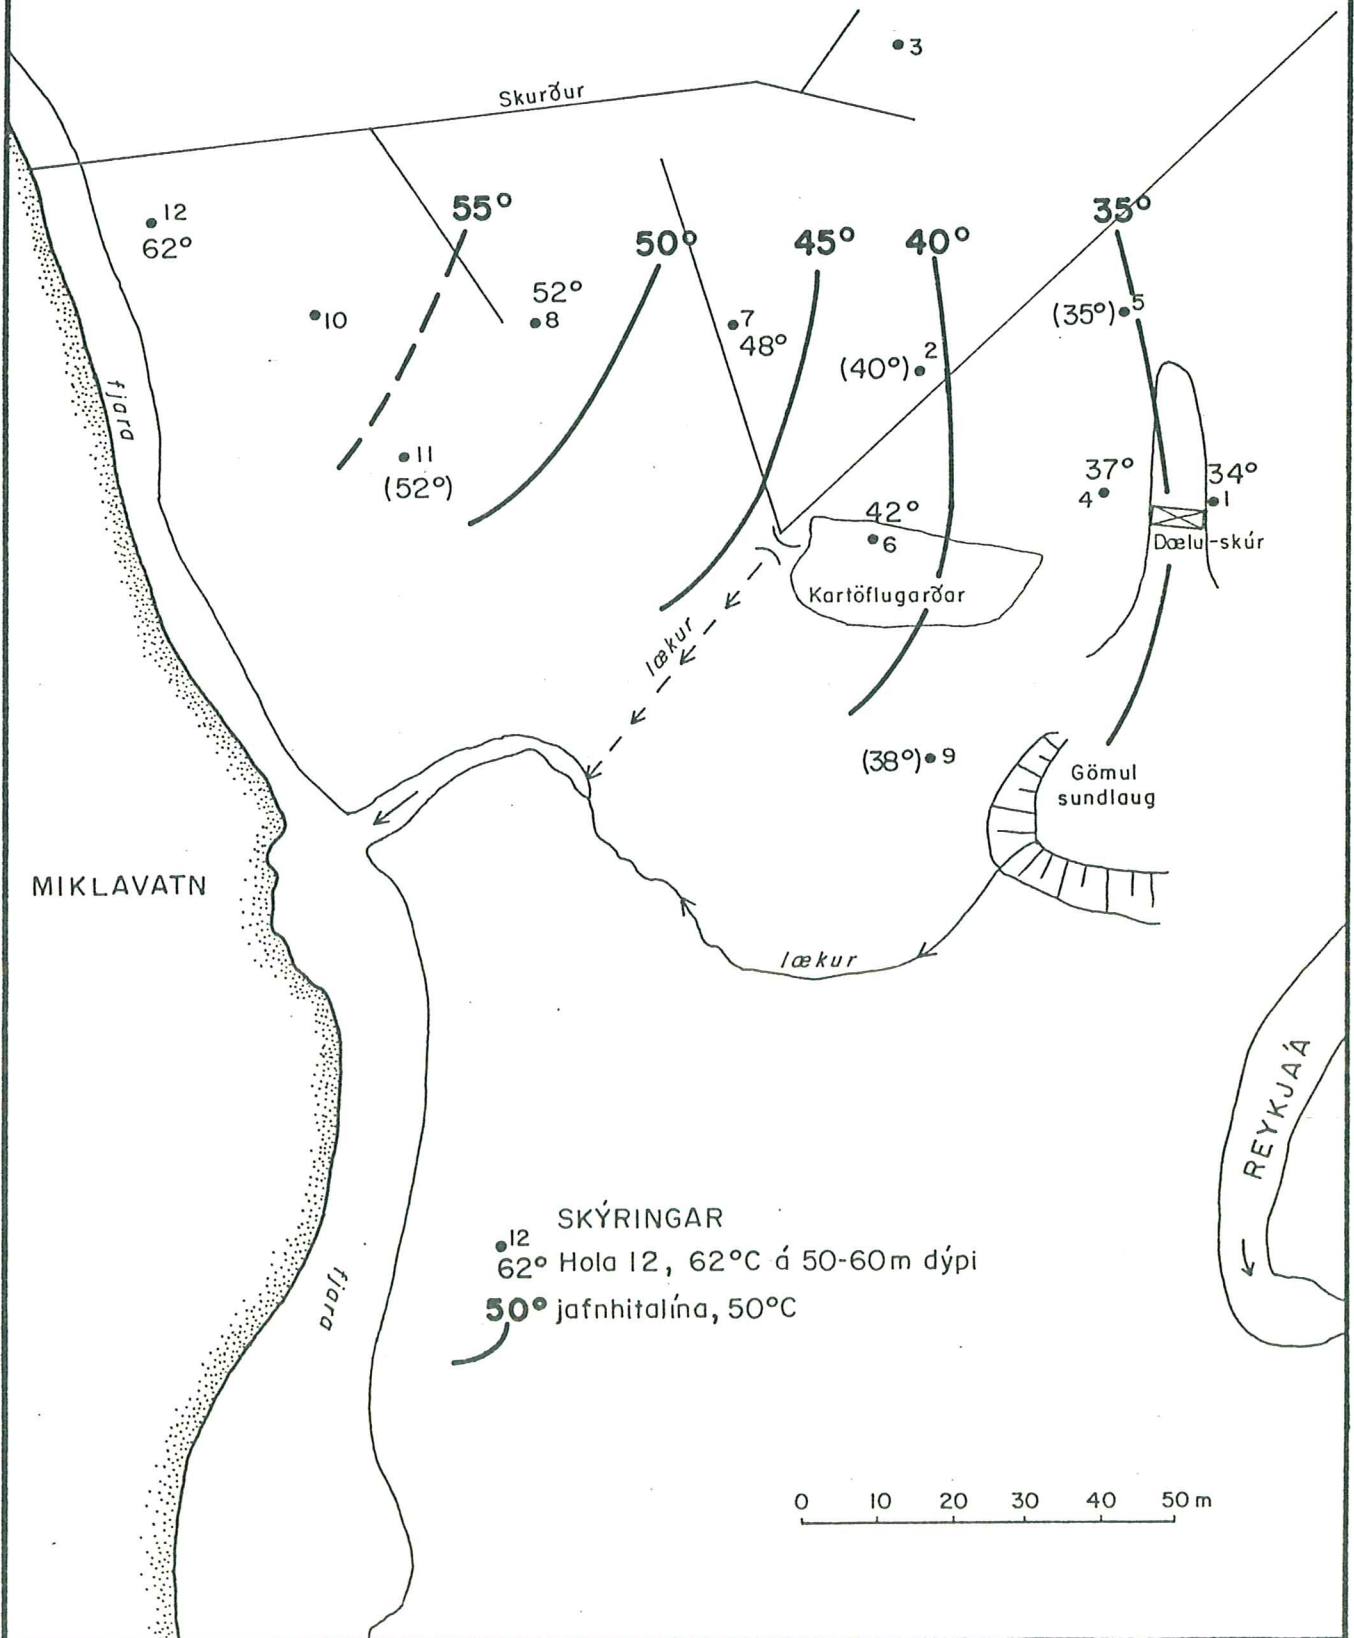 3
Skurður
12
62°
55°
50°
45°
40°
35°
10
52°
8
7
48°
(40°) 2
(35°) 5
fjara
11
(52°)
37°
4
34°
1
42°
6
Dælu-skúr
Kartöflugarðar
lækur
(38°) 9
Gömul
sundlaug
MIKLAVATN
lækur
REYKJAÁ
SKÝRINGAR
12
62° Hola 12, 62°C á 50-60m dýpi
50° jafnhitalína, 50°C
fjara
0 10 20 30 40 50 m